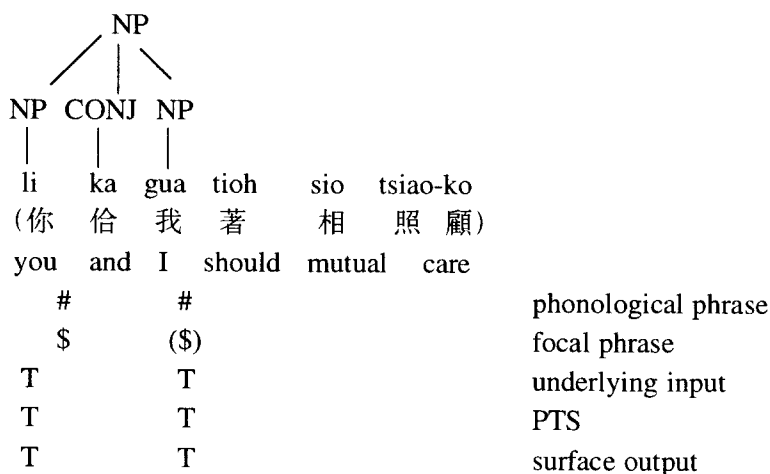 NP
NP CONJ NP
li ka gua tioh sio tsiao-ko
(你 佮 我 著 相 照 顧)
you and I should mutual care
# # phonological phrase
$ ($) focal phrase
T T underlying input
T T PTS
T T surface output